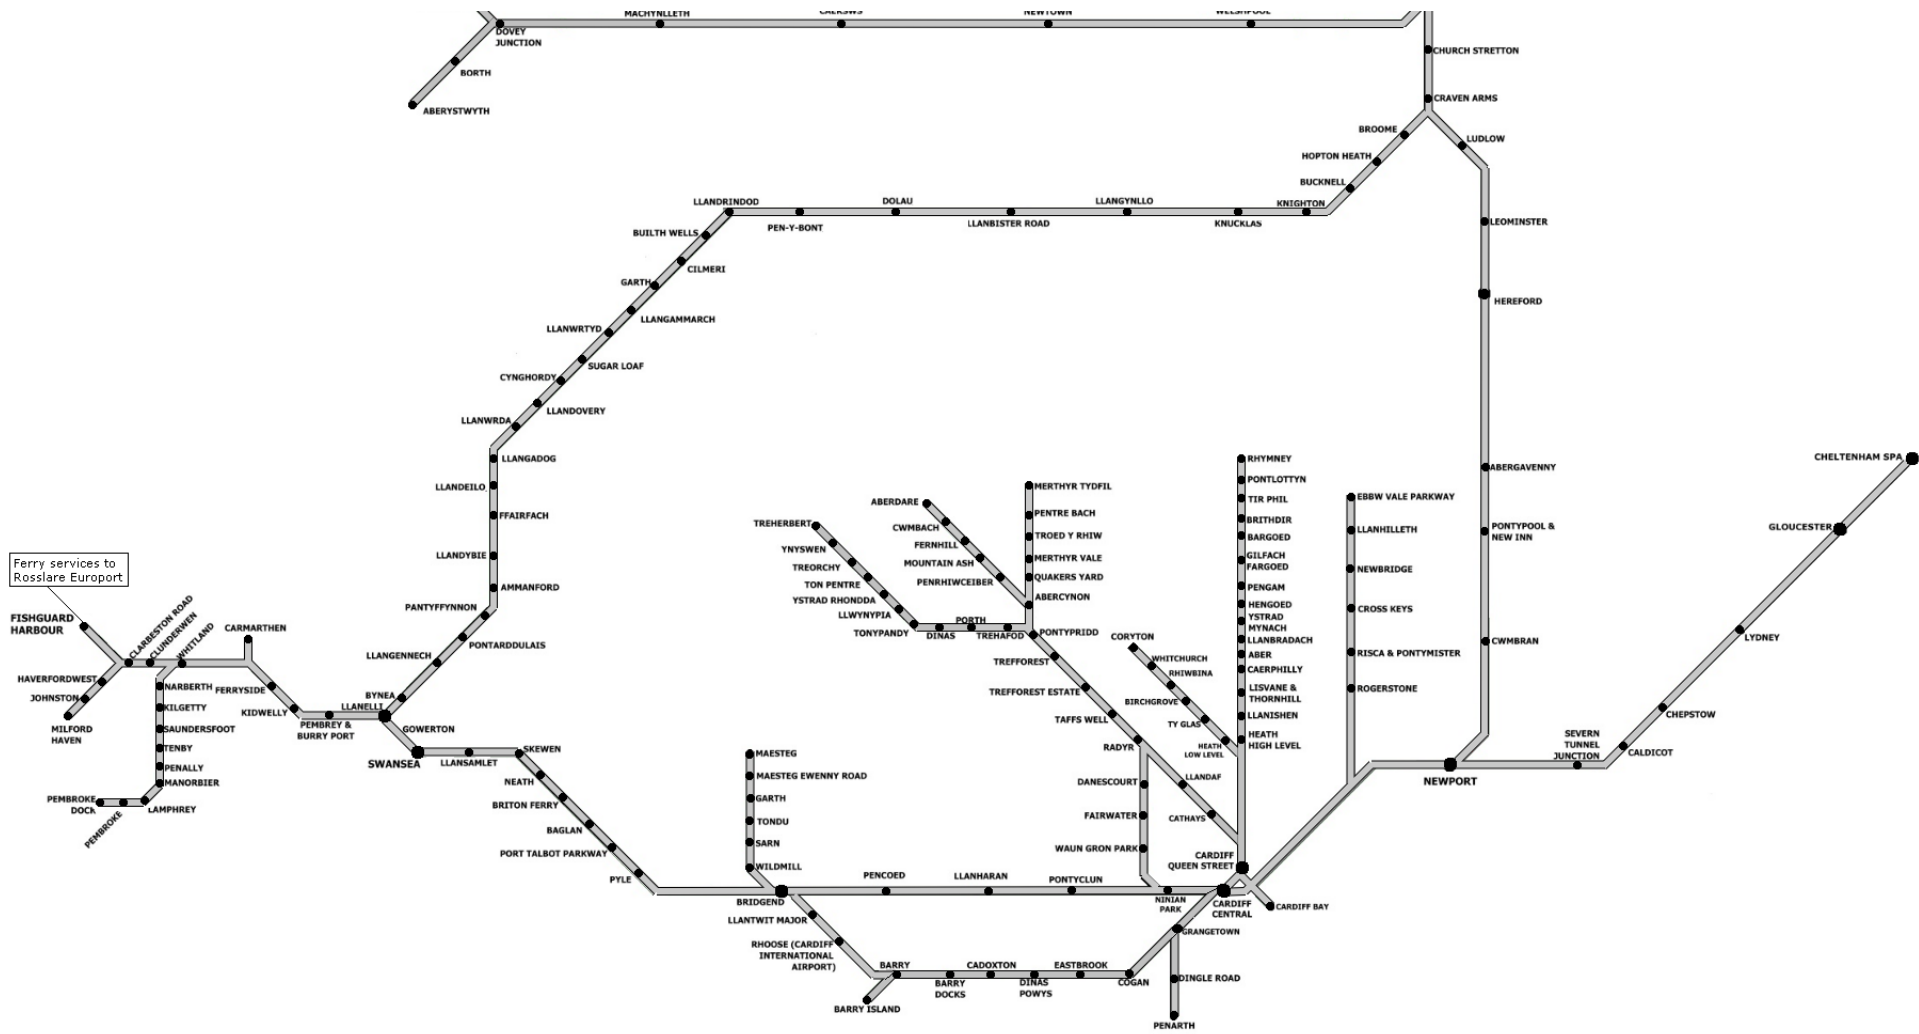 MACHYNLLETH
CAERSWS
NEWTOWN
WELSHPOOL
DOVEY
JUNCTION
BORTH
ABERYSTWYTH
CHURCH STRETTON
CRAVEN ARMS
BROOME
LUDLOW
HOPTON HEATH
BUCKNELL
KNIGHTON
LLANDRINDOD
DOLAU
LLANGYNLLO
PEN-Y-BONT
LLANBISTER ROAD
KNUCKLAS
LEOMINSTER
BUILTH WELLS
CILMERI
GARTH
HEREFORD
LLANGAMMARCH
LLANWRTYD
SUGAR LOAF
CYNGHORDY
LLANDOVERY
LLANWRDA
LLANGADOG
LLANDEILO
FFAIRFACH
LLANDYBIE
AMMANFORD
PANTYFFYNNON
PONTARDDULAIS
LLANGENNECH
BYNEA
LLANELLI
GOWERTON
Ferry services to
Rosslare Europort
FISHGUARD
HARBOUR
CLARBESTON ROAD
CLUNDERWEN
WHITLAND
CARMARTHEN
HAVERFORDWEST
JOHNSTON
MILFORD
HAVEN
NARBERTH
KILGETTY
SAUNDERSFOOT
TENBY
PENALLY
MANORBIER
LAMPHREY
PEMBROKE
PEMBROKE
DOCK
FERRYSIDE
KIDWELLY
PEMBREY &
BURRY PORT
SWANSEA
LLANSAMLET
SKEWEN
NEATH
BRITON FERRY
BAGLAN
PORT TALBOT PARKWAY
PYLE
MAESTEG
MAESTEG EWENNY ROAD
GARTH
TONDU
SARN
WILDMILL
BRIDGEND
PENCOED
LLANHARAN
PONTYCLUN
NINIAN
PARK
CARDIFF
CENTRAL
LLANTWIT MAJOR
RHOOSE (CARDIFF
INTERNATIONAL
AIRPORT)
BARRY
BARRY ISLAND
BARRY
DOCKS
CADOXTON
DINAS
POWYS
EASTBROOK
COGAN
GRANGETOWN
DINGLE ROAD
PENARTH
CARDIFF BAY
CARDIFF
QUEEN STREET
TREHERBERT
YNYSWEN
TREORCHY
TON PENTRE
YSTRAD RHONDDA
LLWYNYPIA
TONYPANDY
DINAS
PORTH
TREHAFOD
ABERDARE
CWMBACH
FERNHILL
MOUNTAIN ASH
PENRHIWCEIBER
MERTHYR TYDFIL
PENTRE BACH
TROED Y RHIW
MERTHYR VALE
QUAKERS YARD
ABERCYNON
PONTYPRIDD
TREFFOREST
TREFFOREST ESTATE
TAFFS WELL
RADYR
DANESCOURT
FAIRWATER
WAUN GRON PARK
LLANDAF
CATHAYS
CORYTON
WHITCHURCH
RHIWBINA
BIRCHGROVE
TY GLAS
HEATH
LOW LEVEL
RHYMNEY
PONTLOTTYN
TIR PHIL
BRITHDIR
BARGOED
GILFACH
FARGOED
PENGAM
HENGOED
YSTRAD
MYNACH
LLANBRADACH
ABER
CAERPHILLY
LISVANE &
THORNHILL
LLANISHEN
HEATH
HIGH LEVEL
EBBW VALE PARKWAY
LLANHILLETH
NEWBRIDGE
CROSS KEYS
RISCA & PONTYMISTER
ROGERSTONE
ABERGAVENNY
PONTYPOOL &
NEW INN
CWMBRAN
NEWPORT
SEVERN
TUNNEL
JUNCTION
CALDICOT
CHEPSTOW
LYDNEY
GLOUCESTER
CHELTENHAM SPA